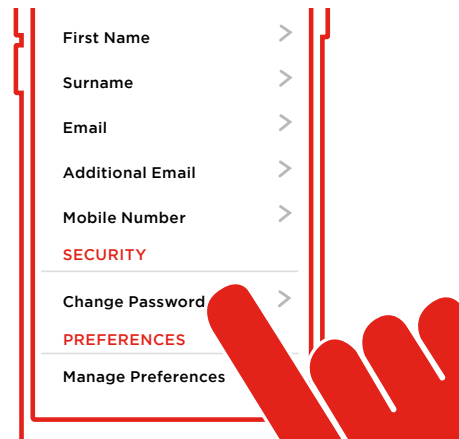 First Name
Surname
Email
Additional Email
Mobile Number
SECURITY
Change Password
PREFERENCES
Manage Preferences